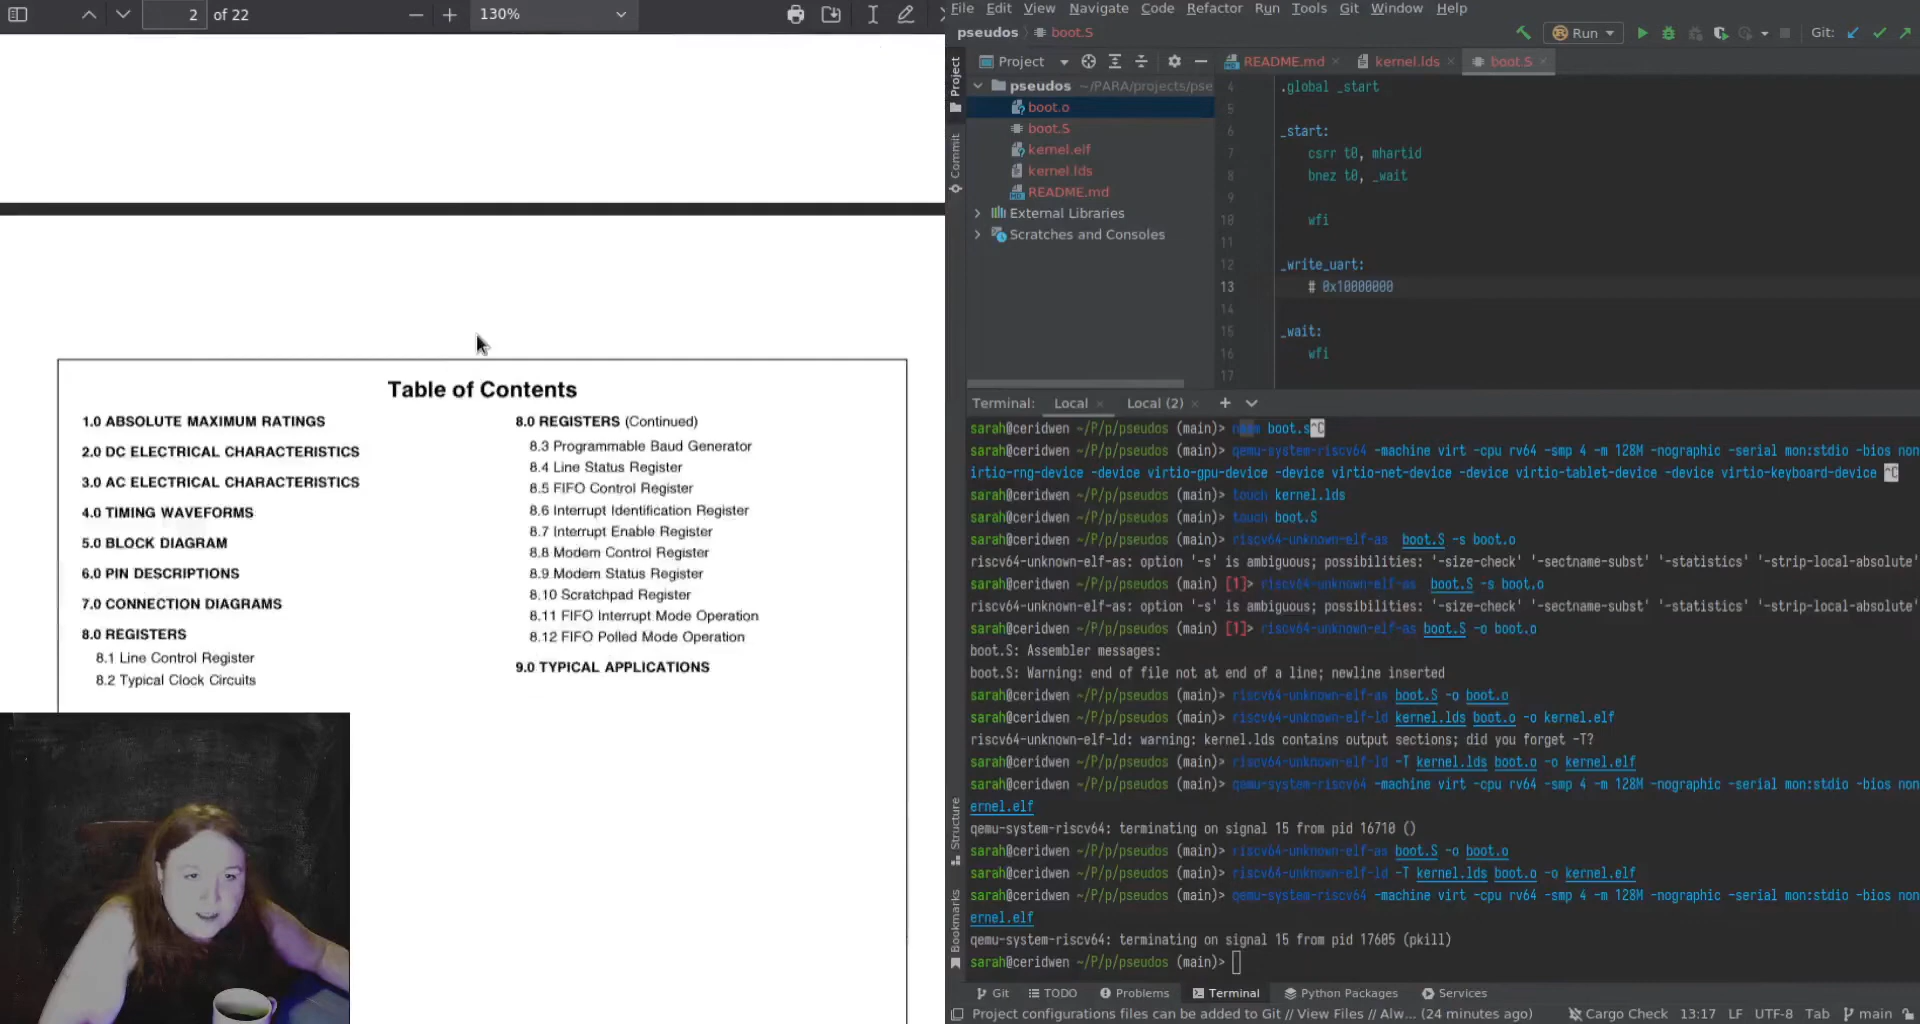 2 of 22 130%
Table of Contents
1.0 ABSOLUTE MAXIMUM RATINGS
2.0 DC ELECTRICAL CHARACTERISTICS
3.0 AC ELECTRICAL CHARACTERISTICS
4.0 TIMING WAVEFORMS
5.0 BLOCK DIAGRAM
6.0 PIN DESCRIPTIONS
7.0 CONNECTION DIAGRAMS
8.0 REGISTERS
8.1 Line Control Register
8.2 Typical Clock Circuits
8.0 REGISTERS (Continued)
8.3 Programmable Baud Generator
8.4 Line Status Register
8.5 FIFO Control Register
8.6 Interrupt Identification Register
8.7 Interrupt Enable Register
8.8 Modem Control Register
8.9 Modem Status Register
8.10 Scratchpad Register
8.11 FIFO Interrupt Mode Operation
8.12 FIFO Polled Mode Operation
9.0 TYPICAL APPLICATIONS
File Edit View Navigate Code Refactor Run Tools Git Window Help
pseudos boot.S Run Git:
Project README.md kernel.lds boot.S
Project
Commit
pseudos ~/PARA/projects/pse
boot.o
boot.S
kernel.elf
kernel.lds
README.md
External Libraries
Scratches and Consoles
4 .global _start
5
6 _start:
7 csrr t0, mhartid
8 bnez t0, _wait
9
10 wfi
11
12 _write_uart:
13 # 0x10000000
14
15 _wait:
16 wfi
17
Terminal: Local Local (2)
sarah@ceridwen ~/P/p/pseudos (main)> boot.s^C
sarah@ceridwen ~/P/p/pseudos (main)> qemu-system-riscv64 -machine virt -cpu rv64 -smp 4 -m 128M -nographic -serial mon:stdio -bios non
irtio-rng-device -device virtio-gpu-device -device virtio-net-device -device virtio-tablet-device -device virtio-keyboard-device ^C
sarah@ceridwen ~/P/p/pseudos (main)> touch kernel.lds
sarah@ceridwen ~/P/p/pseudos (main)> touch boot.S
sarah@ceridwen ~/P/p/pseudos (main)> riscv64-unknown-elf-as boot.S -s boot.o
riscv64-unknown-elf-as: option '-s' is ambiguous; possibilities: '-size-check' '-sectname-subst' '-statistics' '-strip-local-absolute'
sarah@ceridwen ~/P/p/pseudos (main) [1]> riscv64-unknown-elf-as boot.S -s boot.o
riscv64-unknown-elf-as: option '-s' is ambiguous; possibilities: '-size-check' '-sectname-subst' '-statistics' '-strip-local-absolute'
sarah@ceridwen ~/P/p/pseudos (main) [1]> riscv64-unknown-elf-as boot.S -o boot.o
boot.S: Assembler messages:
boot.S: Warning: end of file not at end of a line; newline inserted
sarah@ceridwen ~/P/p/pseudos (main)> riscv64-unknown-elf-as boot.S -o boot.o
sarah@ceridwen ~/P/p/pseudos (main)> riscv64-unknown-elf-ld kernel.lds boot.o -o kernel.elf
riscv64-unknown-elf-ld: warning: kernel.lds contains output sections; did you forget -T?
sarah@ceridwen ~/P/p/pseudos (main)> riscv64-unknown-elf-ld -T kernel.lds boot.o -o kernel.elf
sarah@ceridwen ~/P/p/pseudos (main)> qemu-system-riscv64 -machine virt -cpu rv64 -smp 4 -m 128M -nographic -serial mon:stdio -bios non
ernel.elf
qemu-system-riscv64: terminating on signal 15 from pid 16710 ()
sarah@ceridwen ~/P/p/pseudos (main)> riscv64-unknown-elf-as boot.S -o boot.o
sarah@ceridwen ~/P/p/pseudos (main)> riscv64-unknown-elf-ld -T kernel.lds boot.o -o kernel.elf
sarah@ceridwen ~/P/p/pseudos (main)> qemu-system-riscv64 -machine virt -cpu rv64 -smp 4 -m 128M -nographic -serial mon:stdio -bios non
ernel.elf
qemu-system-riscv64: terminating on signal 15 from pid 17605 (pkill)
sarah@ceridwen ~/P/p/pseudos (main)>
Structure
Bookmarks
Git TODO Problems Terminal Python Packages Services
Project configurations files can be added to Git // View Files // Alw... (24 minutes ago) Cargo Check 13:17 LF UTF-8 Tab main